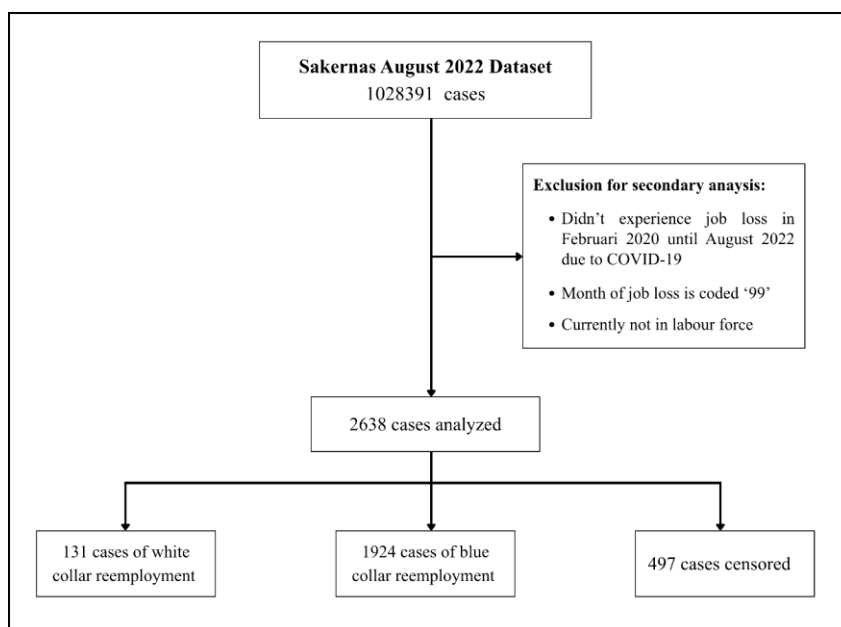 Sakernas August 2022 Dataset
1028391 cases
Exclusion for secondary anaysis:
• Didn't experience job loss in
Februari 2020 until August 2022
due to COVID-19
• Month of job loss is coded '99'
• Currently not in labour force
2638 cases analyzed
131 cases of white
collar reemployment
1924 cases of blue
collar reemployment
497 cases censored